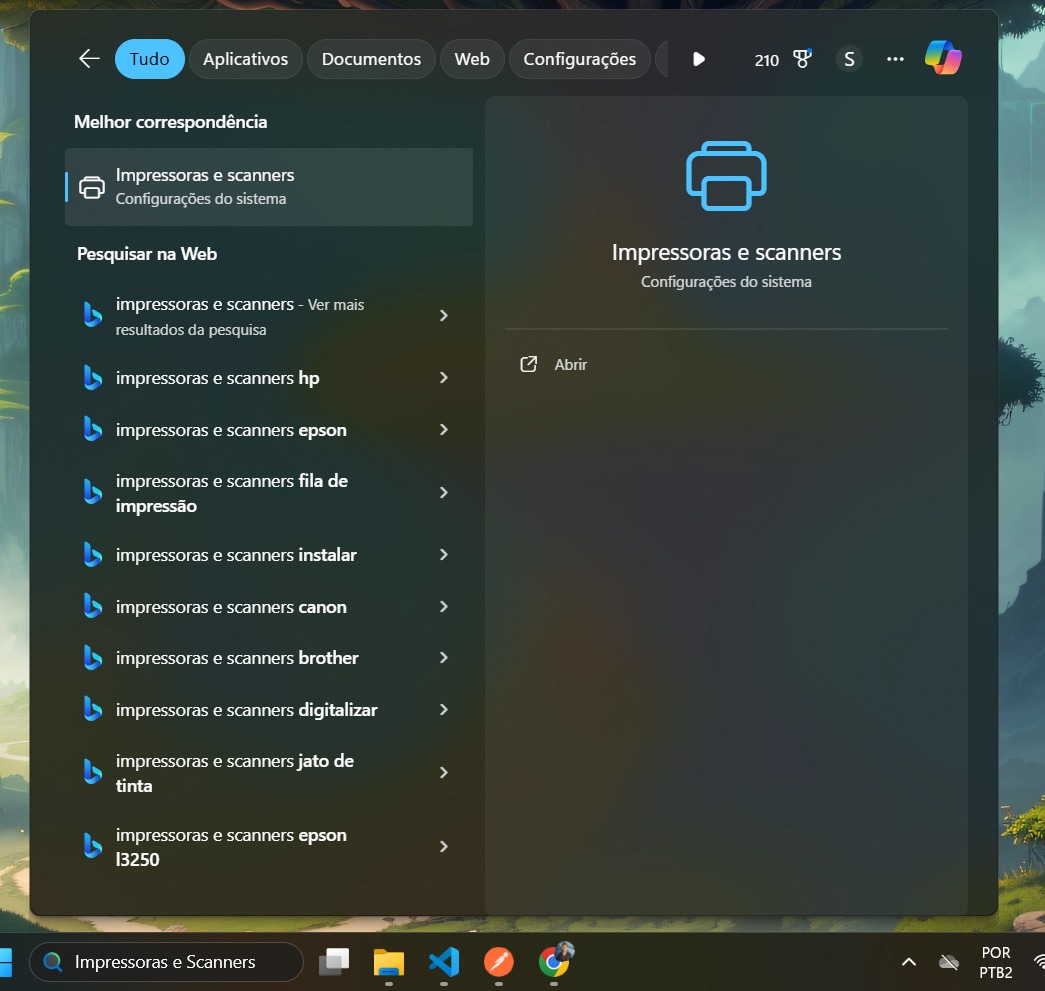 Tudo
Aplicativos
Documentos
Web
Configurações
210
S
Melhor correspondência
Impressoras e scanners
Configurações do sistema
Pesquisar na Web
impressoras e scanners - Ver mais
resultados da pesquisa
impressoras e scanners hp
impressoras e scanners epson
impressoras e scanners fila de
impressão
impressoras e scanners instalar
impressoras e scanners canon
impressoras e scanners brother
impressoras e scanners digitalizar
impressoras e scanners jato de
tinta
impressoras e scanners epson
l3250
Impressoras e scanners
Configurações do sistema
Abrir
Impressoras e Scanners
POR
PTB2